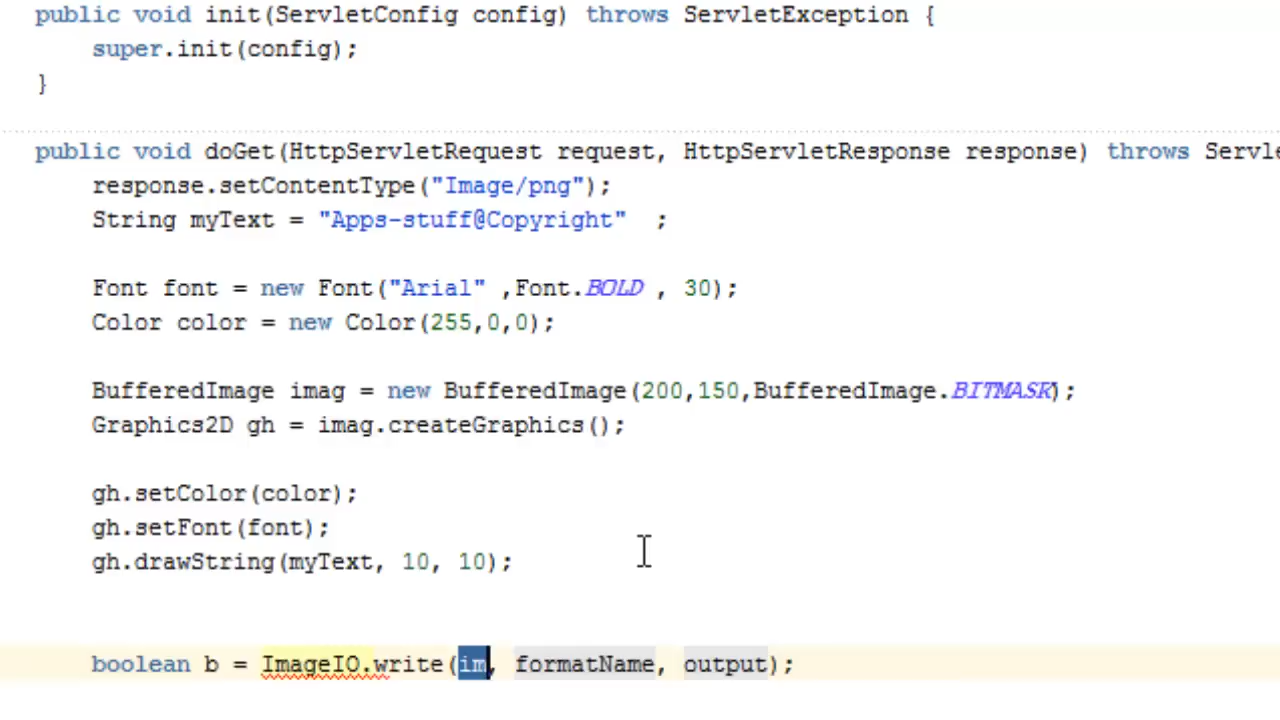 public void init(ServletConfig config) throws ServletException {
super.init(config);
}
public void doGet(HttpServletRequest request, HttpServletResponse response) throws Servle
response.setContentType("Image/png");
String myText = "Apps-stuff@Copyright"  ;
Font font = new Font("Arial" ,Font.BOLD , 30);
Color color = new Color(255,0,0);
BufferedImage imag = new BufferedImage(200,150,BufferedImage.BITMASK);
Graphics2D gh = imag.createGraphics();
gh.setColor(color);
gh.setFont(font);
gh.drawString(myText, 10, 10);
boolean b = ImageIO.write(im, formatName, output);